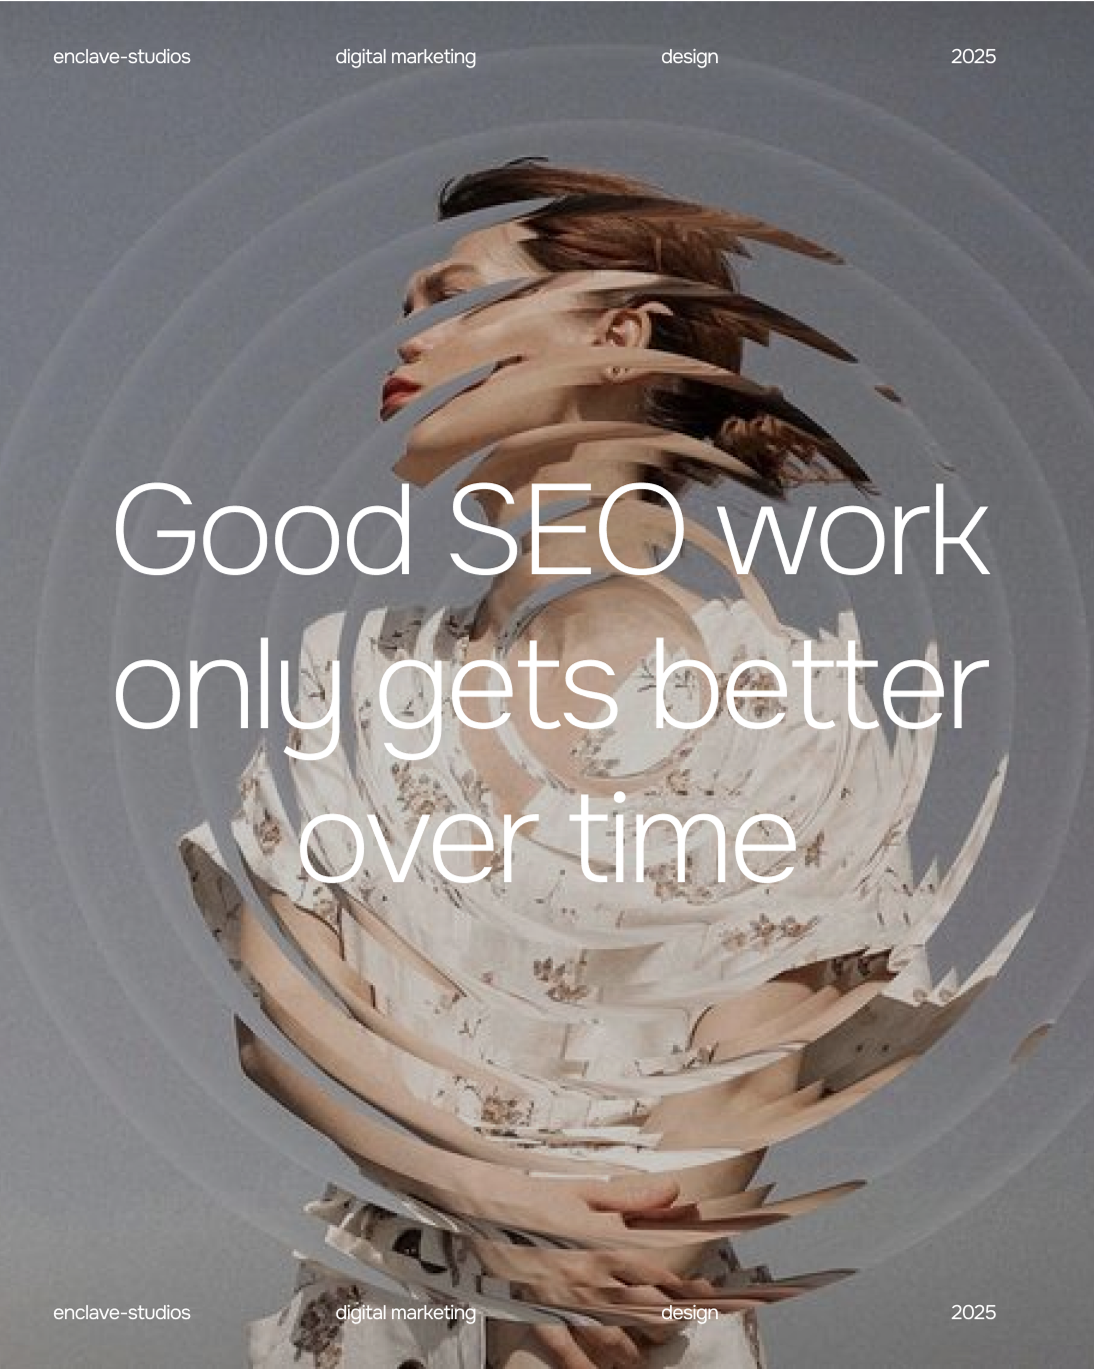 enclave-studios digital marketing design 2025
Good SEO work
only gets better
over time
enclave-studios digital marketing design 2025